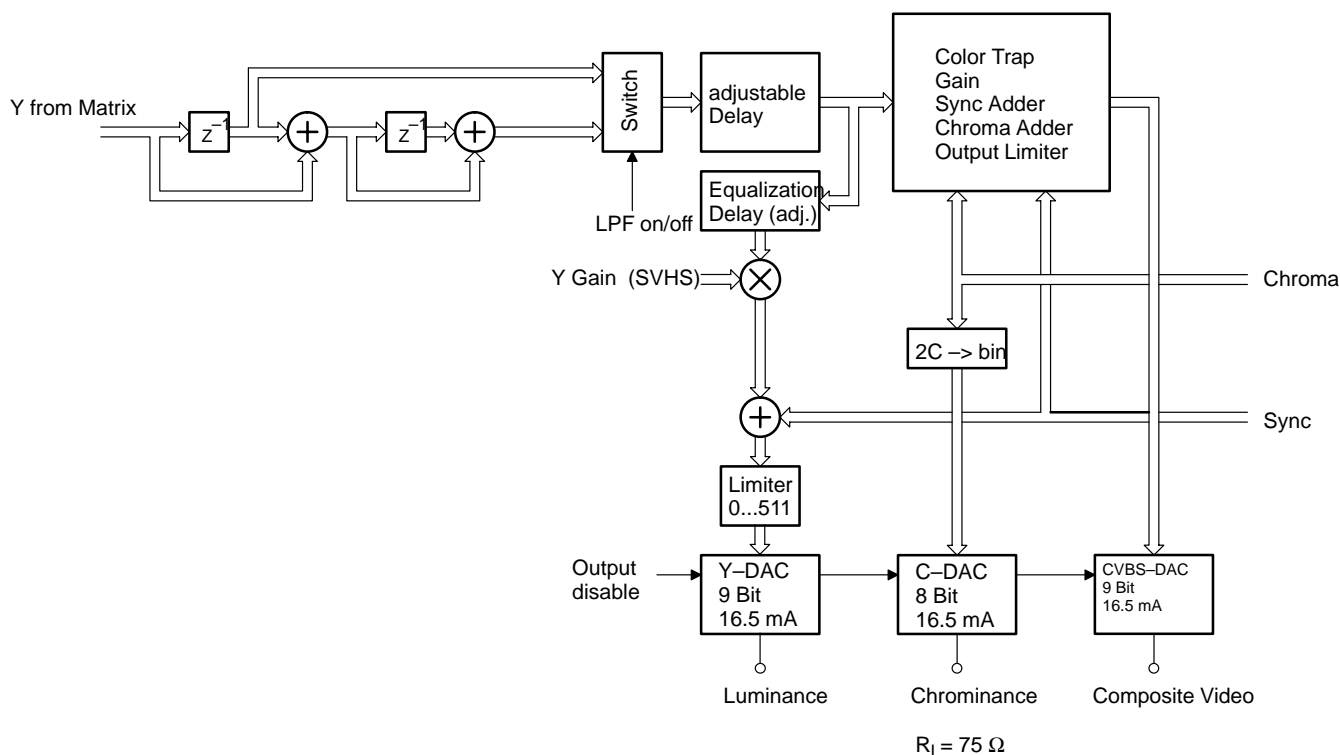 Color Trap
Gain
Sync Adder
Chroma Adder
Output Limiter
Switch
adjustable
Delay
Y from Matrix
z–1
+
z–1
+
Equalization
Delay (adj.)
LPF on/off
Y Gain (SVHS)
×
Chroma
2C –> bin
+
Sync
Limiter
0...511
Output
disable
Y–DAC
9 Bit
16.5 mA
C–DAC
8 Bit
16.5 mA
CVBS–DAC
9 Bit
16.5 mA
Luminance
Chrominance
Composite Video
RL = 75 Ω